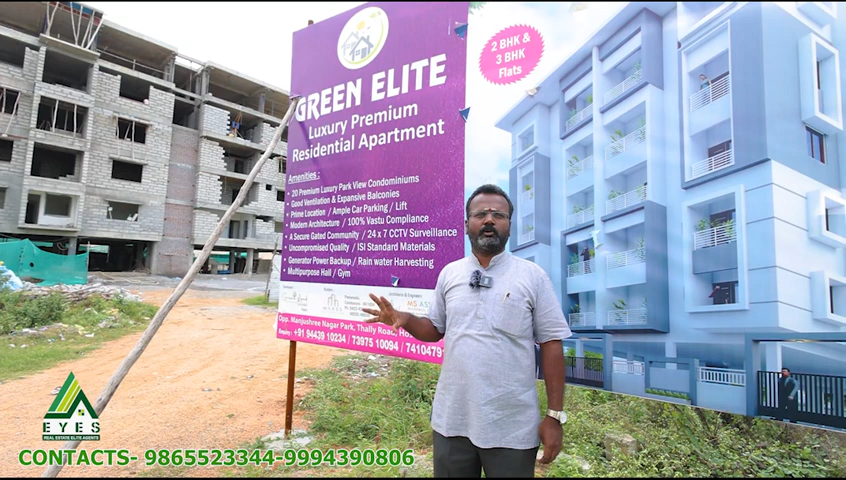 GREEN ELITE
Luxury Premium
Residential Apartment
Amenities :
• 20 Premium Luxury Park View Condominiums
• Good Ventilation & Expansive Balconies
• Prime Location / Ample Car Parking / Lift
• Modern Architecture / 100% Vastu Compliance
• A Secure Gated Community / 24 x 7 CCTV Surveillance
• Uncompromised Quality / ISI Standard Materials
• Generator Power Backup / Rain water Harvesting
• Multipurpose Hall / Gym
Opp. Manjushree Nagar Park, Thally Road,
Enquiry : +91 94439 10234 / 73975 10094 /
2 BHK &
3 BHK
Flats
EYES
REAL ESTATE ELITE AGENTS
CONTACTS- 9865523344-9994390806